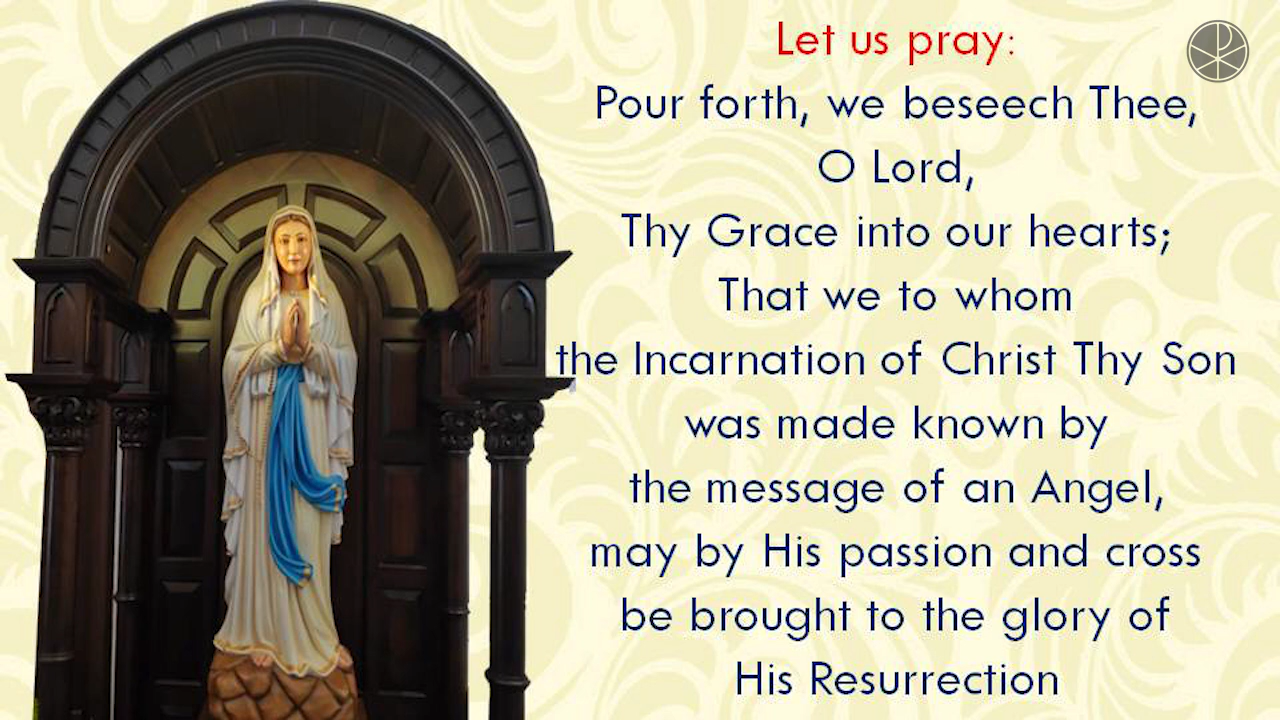 Let us pray:
Pour forth, we beseech Thee,
O Lord,
Thy Grace into our hearts;
That we to whom
the Incarnation of Christ Thy Son
was made known by
the message of an Angel,
may by His passion and cross
be brought to the glory of
His Resurrection